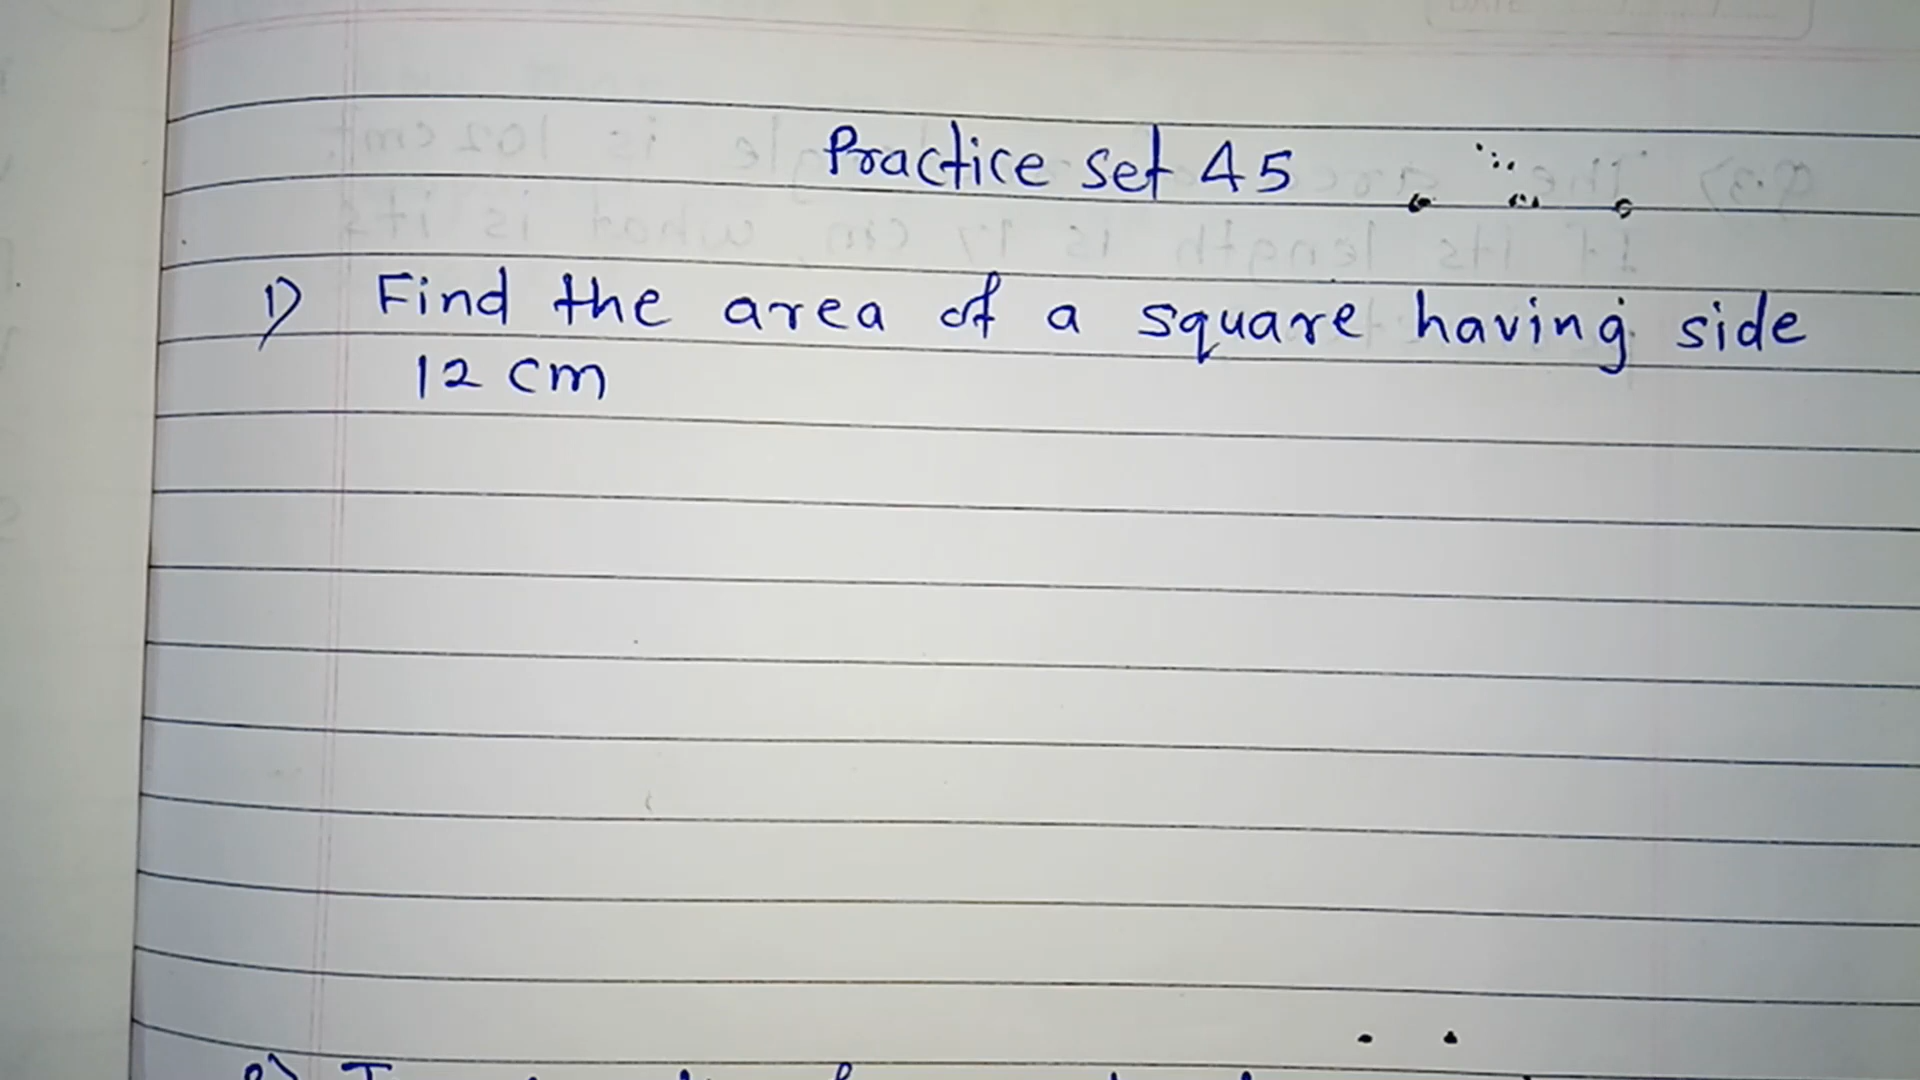 Practice set 45
1) Find the area of a square having side
12 cm